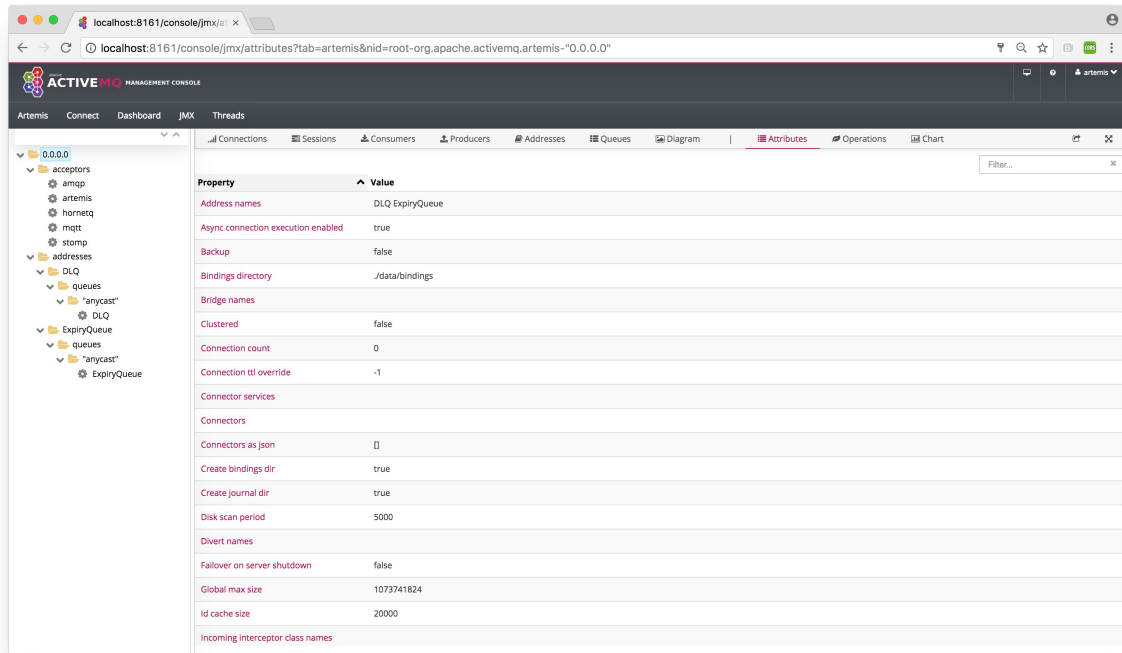 localhost:8161/console/jmx/at ×
localhost:8161/console/jmx/attributes?tab=artemis&nid=root-org.apache.activemq.artemis-"0.0.0.0"
ACTIVEMQ MANAGEMENT CONSOLE
artemis
Artemis Connect Dashboard JMX Threads
Connections Sessions Consumers Producers Addresses Queues Diagram | Attributes Operations Chart
0.0.0.0
acceptors
amqp
artemis
hornetq
mqtt
stomp
addresses
DLQ
queues
"anycast"
DLQ
ExpiryQueue
queues
"anycast"
ExpiryQueue
Filter... ×
Property Value
Address names DLQ ExpiryQueue
Async connection execution enabled true
Backup false
Bindings directory ./data/bindings
Bridge names
Clustered false
Connection count 0
Connection ttl override -1
Connector services
Connectors
Connectors as json []
Create bindings dir true
Create journal dir true
Disk scan period 5000
Divert names
Failover on server shutdown false
Global max size 1073741824
Id cache size 20000
Incoming interceptor class names